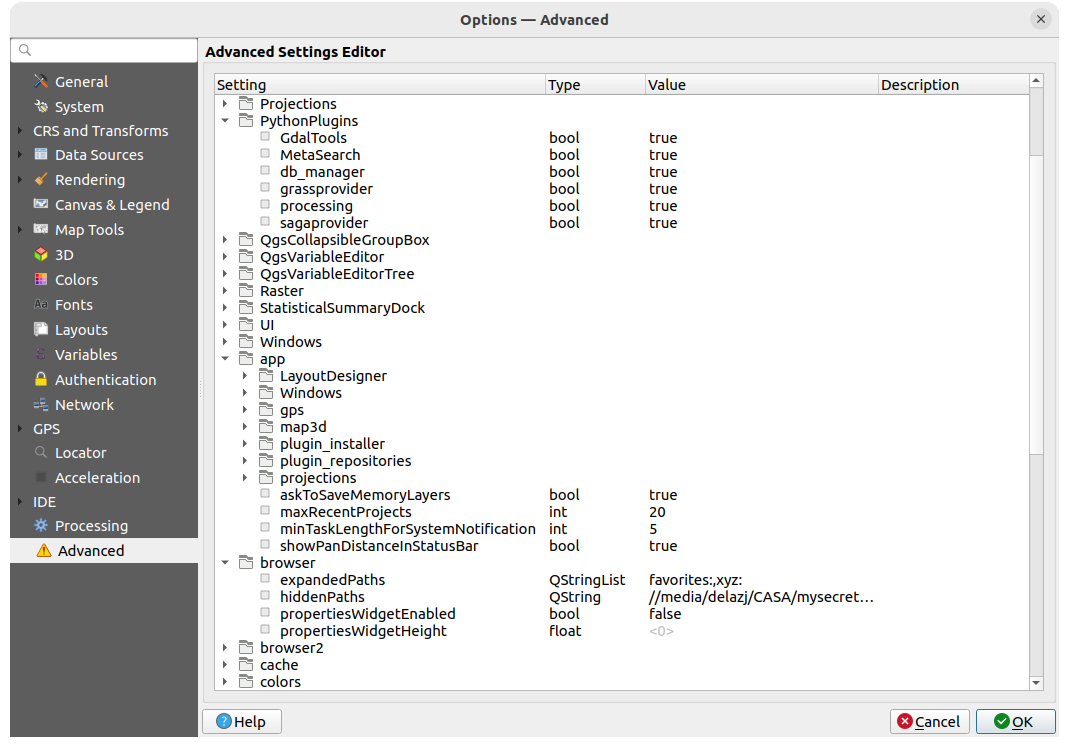 Options — Advanced
Advanced Settings Editor
General
System
CRS and Transforms
Data Sources
Rendering
Canvas & Legend
Map Tools
3D
Colors
Aa Fonts
Layouts
Variables
Authentication
Network
GPS
Locator
Acceleration
IDE
Processing
Advanced
Setting Type Value Description
Projections
PythonPlugins
GdalTools bool true
MetaSearch bool true
db_manager bool true
grassprovider bool true
processing bool true
sagaprovider bool true
QgsCollapsibleGroupBox
QgsVariableEditor
QgsVariableEditorTree
Raster
StatisticalSummaryDock
UI
Windows
app
LayoutDesigner
Windows
gps
map3d
plugin_installer
plugin_repositories
projections
askToSaveMemoryLayers bool true
maxRecentProjects int 20
minTaskLengthForSystemNotification int 5
showPanDistanceInStatusBar bool true
browser
expandedPaths QStringList favorites:,xyz:
hiddenPaths QString //media/delazj/CASA/mysecret...
propertiesWidgetEnabled bool false
propertiesWidgetHeight float <0>
browser2
cache
colors
? Help
Cancel
OK